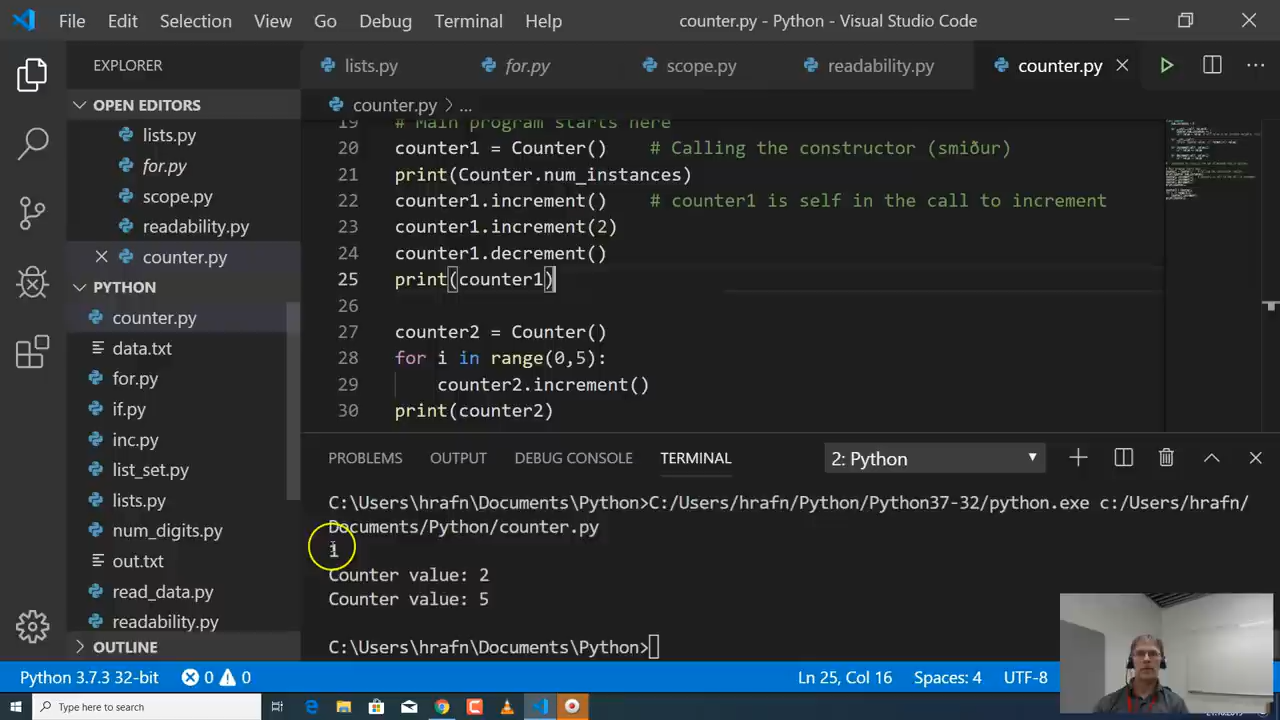 File Edit Selection View Go Debug Terminal Help counter.py - Python - Visual Studio Code
EXPLORER
lists.py for.py scope.py readability.py counter.py
OPEN EDITORS
lists.py
for.py
scope.py
readability.py
counter.py
PYTHON
counter.py
data.txt
for.py
if.py
inc.py
list_set.py
lists.py
num_digits.py
out.txt
read_data.py
readability.py
OUTLINE
counter.py > ...
19 # Main program starts here
20 counter1 = Counter() # Calling the constructor (smiður)
21 print(Counter.num_instances)
22 counter1.increment() # counter1 is self in the call to increment
23 counter1.increment(2)
24 counter1.decrement()
25 print(counter1)
26
27 counter2 = Counter()
28 for i in range(0,5):
29 counter2.increment()
30 print(counter2)
PROBLEMS OUTPUT DEBUG CONSOLE TERMINAL 2: Python
C:\Users\hrafn\Documents\Python>C:/Users/hrafn/Python/Python37-32/python.exe c:/Users/hrafn/
Documents/Python/counter.py
1
Counter value: 2
Counter value: 5
C:\Users\hrafn\Documents\Python>
Python 3.7.3 32-bit 0 0 Ln 25, Col 16 Spaces: 4 UTF-8
Type here to search